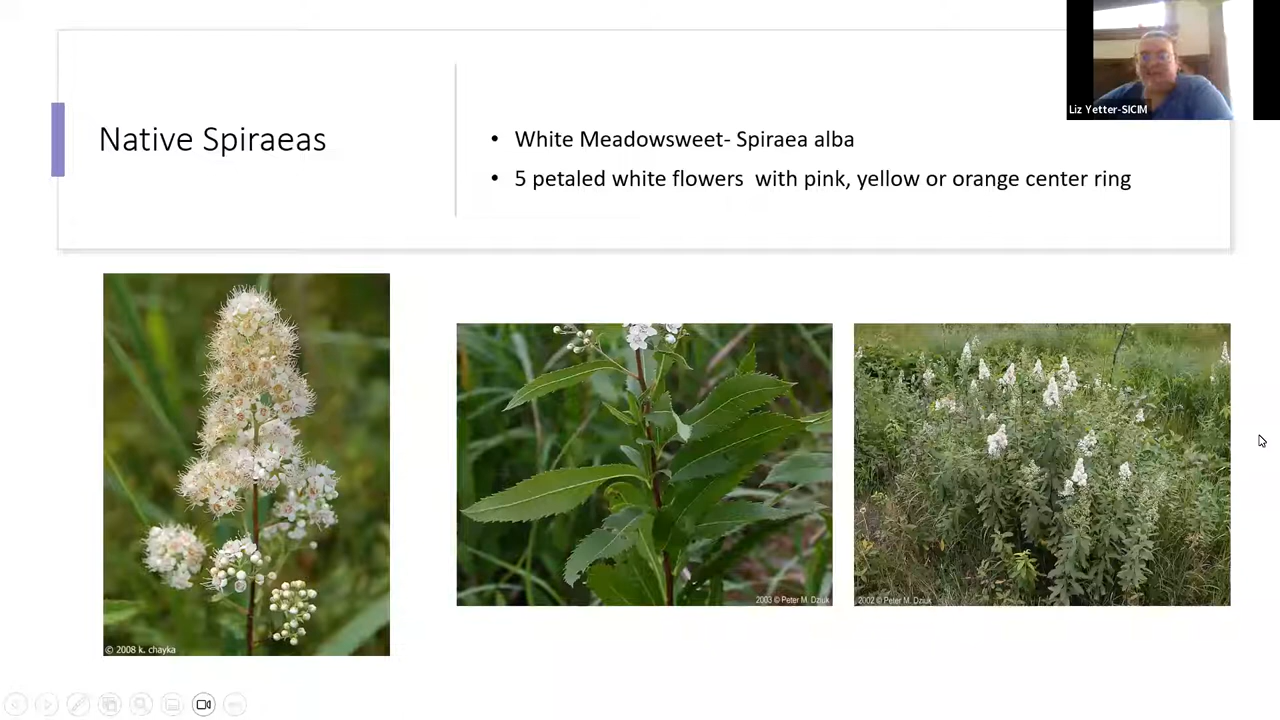 Liz Yetter-SICIM
Native Spiraeas
• White Meadowsweet- Spiraea alba
• 5 petaled white flowers  with pink, yellow or orange center ring
© 2008 k. chayka
2003 © Peter M. Dziuk
2002 © Peter M. Dziuk